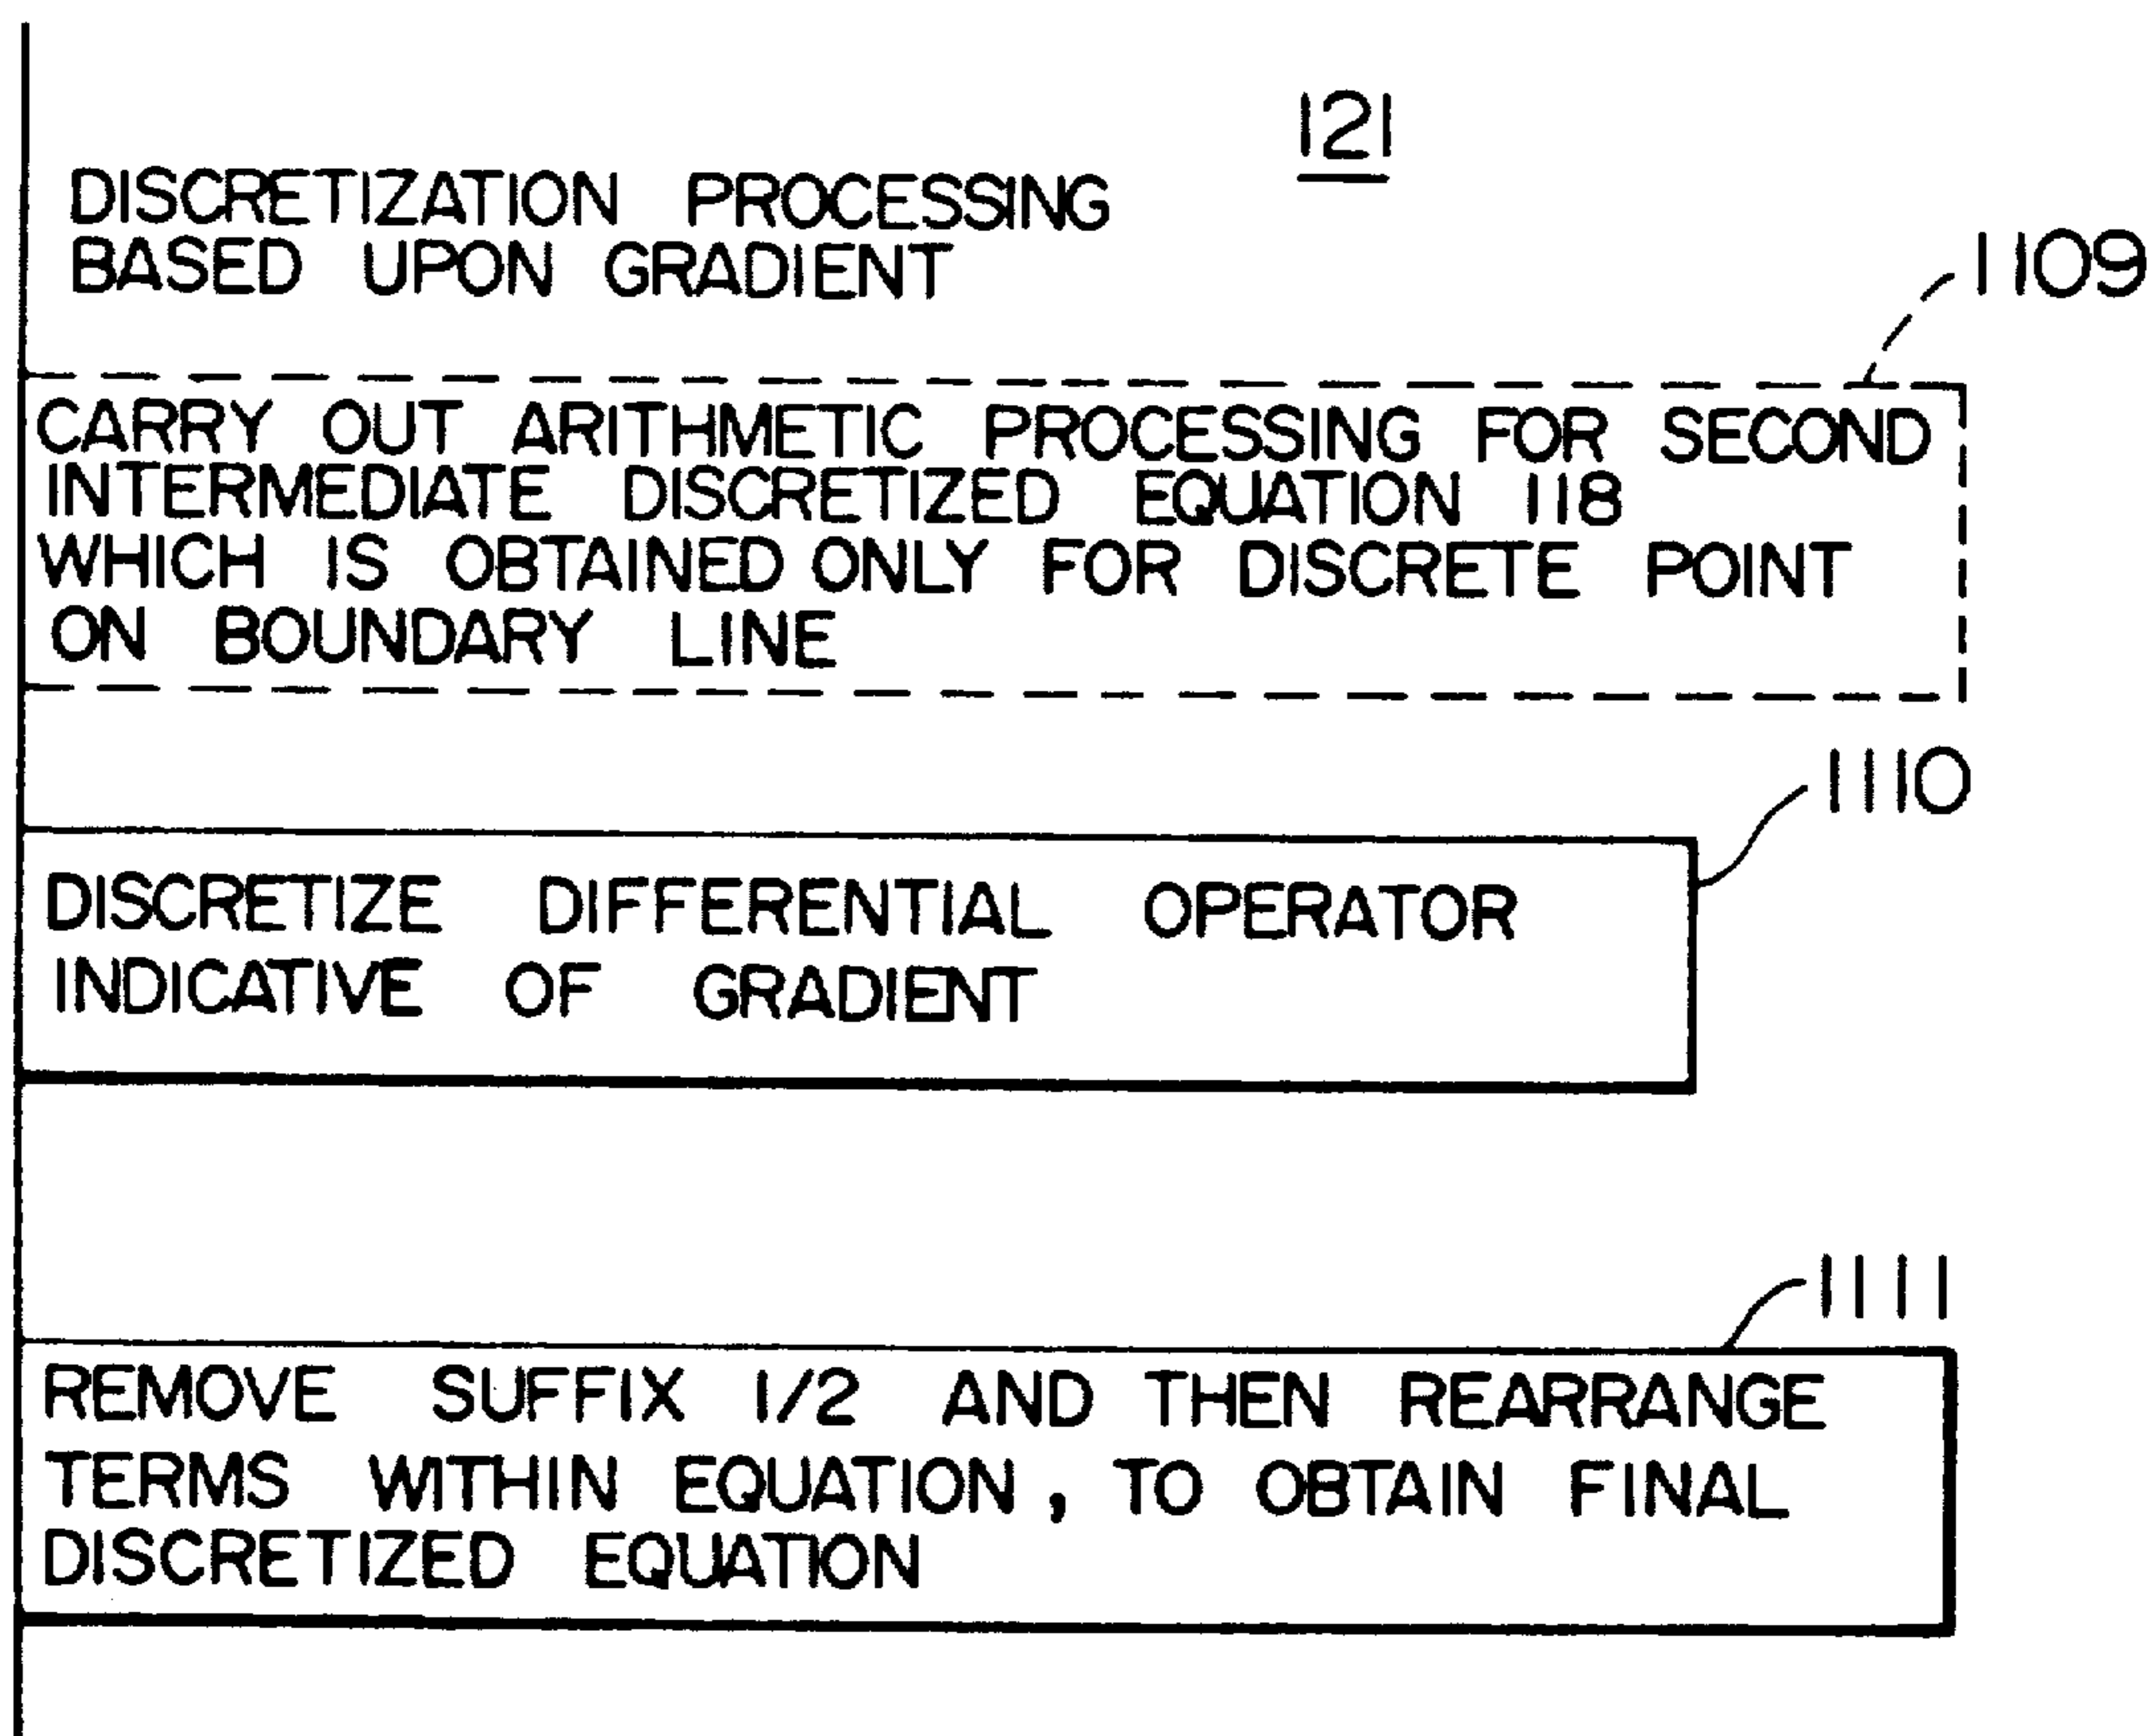 121
DISCRETIZATION PROCESSING
BASED UPON GRADIENT
1109
CARRY OUT ARITHMETIC PROCESSING FOR SECOND
INTERMEDIATE DISCRETIZED EQUATION 118
WHICH IS OBTAINED ONLY FOR DISCRETE POINT
ON BOUNDARY LINE
1110
DISCRETIZE DIFFERENTIAL OPERATOR
INDICATIVE OF GRADIENT
1111
REMOVE SUFFIX 1/2 AND THEN REARRANGE
TERMS WITHIN EQUATION, TO OBTAIN FINAL
DISCRETIZED EQUATION